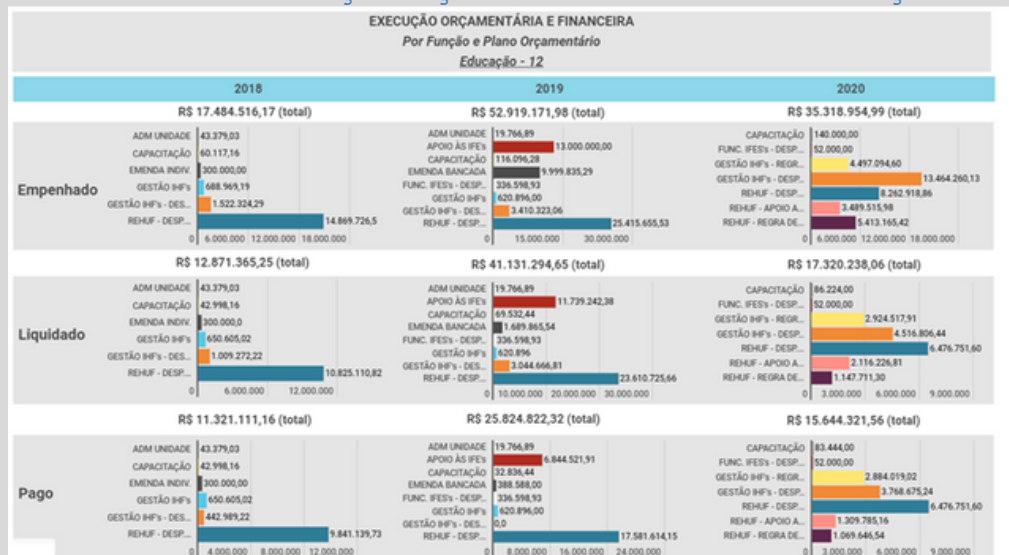 EXECUÇÃO ORÇAMENTÁRIA E FINANCEIRA
Por Função e Plano Orçamentário
Educação - 12
2018 2019 2020
Empenhado
R$ 17.484.516,17 (total)
ADM UNIDADE 43.379,03
CAPACITAÇÃO 60.117,16
EMENDA INDIV. 300.000,00
GESTÃO IHF's 688.969,19
GESTÃO IHF's - DES... 1.522.324,29
REHUF - DESP... 14.869.726,5
0 6.000.000 12.000.000 18.000.000
R$ 52.919.171,98 (total)
ADM UNIDADE 19.766,89
APOIO ÀS IFE's 13.000.000,00
CAPACITAÇÃO 116.096,28
EMENDA BANCADA 9.999.835,29
FUNC. IFES's - DESP... 336.598,93
GESTÃO IHF's 620.896,00
GESTÃO IHF's - DES... 3.410.323,06
REHUF - DESP... 25.415.655,53
0 15.000.000 30.000.000
R$ 35.318.954,99 (total)
CAPACITAÇÃO 140.000,00
FUNC. IFES's - DESP... 52.000,00
GESTÃO IHF's - REGR... 4.497.094,60
GESTÃO IHF's - DESP... 13.464.260,13
REHUF - DESP... 8.262.918,86
REHUF - APOIO A... 3.489.515,98
REHUF - REGRA DE... 5.413.165,42
0 6.000.000 12.000.000 18.000.000
Liquidado
R$ 12.871.365,25 (total)
ADM UNIDADE 43.379,03
CAPACITAÇÃO 42.998,16
EMENDA INDIV. 300.000,0
GESTÃO IHF's 650.605,02
GESTÃO IHF's - DES... 1.009.272,22
REHUF - DESP... 10.825.110,82
6.000.000 12.000.000
R$ 41.131.294,65 (total)
ADM UNIDADE 19.766,89
APOIO ÀS IFE's 11.739.242,38
CAPACITAÇÃO 69.532,44
EMENDA BANCADA 1.689.865,54
FUNC. IFES's - DESP... 336.598,93
GESTÃO IHF's 620.896
GESTÃO IHF's - DES... 3.044.666,81
REHUF - DESP... 23.610.725,66
0 10.000.000 20.000.000 30.000.000
R$ 17.320.238,06 (total)
CAPACITAÇÃO 86.224,00
FUNC. IFES's - DESP... 52.000,00
GESTÃO IHF's - REGR... 2.924.517,91
GESTÃO IHF's - DESP... 4.516.806,44
REHUF - DESP... 6.476.751,60
REHUF - APOIO A... 2.116.226,81
REHUF - REGRA DE... 1.147.711,30
0 3.000.000 6.000.000 9.000.000
Pago
R$ 11.321.111,16 (total)
ADM UNIDADE 43.379,03
CAPACITAÇÃO 42.998,16
EMENDA INDIV. 300.000,00
GESTÃO IHF's 650.605,02
GESTÃO IHF's - DES... 442.989,22
REHUF - DESP... 9.841.139,73
0 4.000.000 8.000.000 12.000.000
R$ 25.824.822,32 (total)
ADM UNIDADE 19.766,89
APOIO ÀS IFE's 6.844.521,91
CAPACITAÇÃO 32.836,44
EMENDA BANCADA 388.588,00
FUNC. IFES's - DESP... 336.598,93
GESTÃO IHF's 620.896,00
GESTÃO IHF's - DES... 0,0
REHUF - DESP... 17.581.614,15
0 8.000.000 16.000.000 24.000.000
R$ 15.644.321,56 (total)
CAPACITAÇÃO 83.444,00
FUNC. IFES's - DESP... 52.000,00
GESTÃO IHF's - REGR... 2.884.019,02
GESTÃO IHF's - DESP... 3.768.675,24
REHUF - DESP... 6.476.751,60
REHUF - APOIO A... 1.309.785,16
REHUF - REGRA DE... 1.069.646,54
0 3.000.000 6.000.000 9.000.000